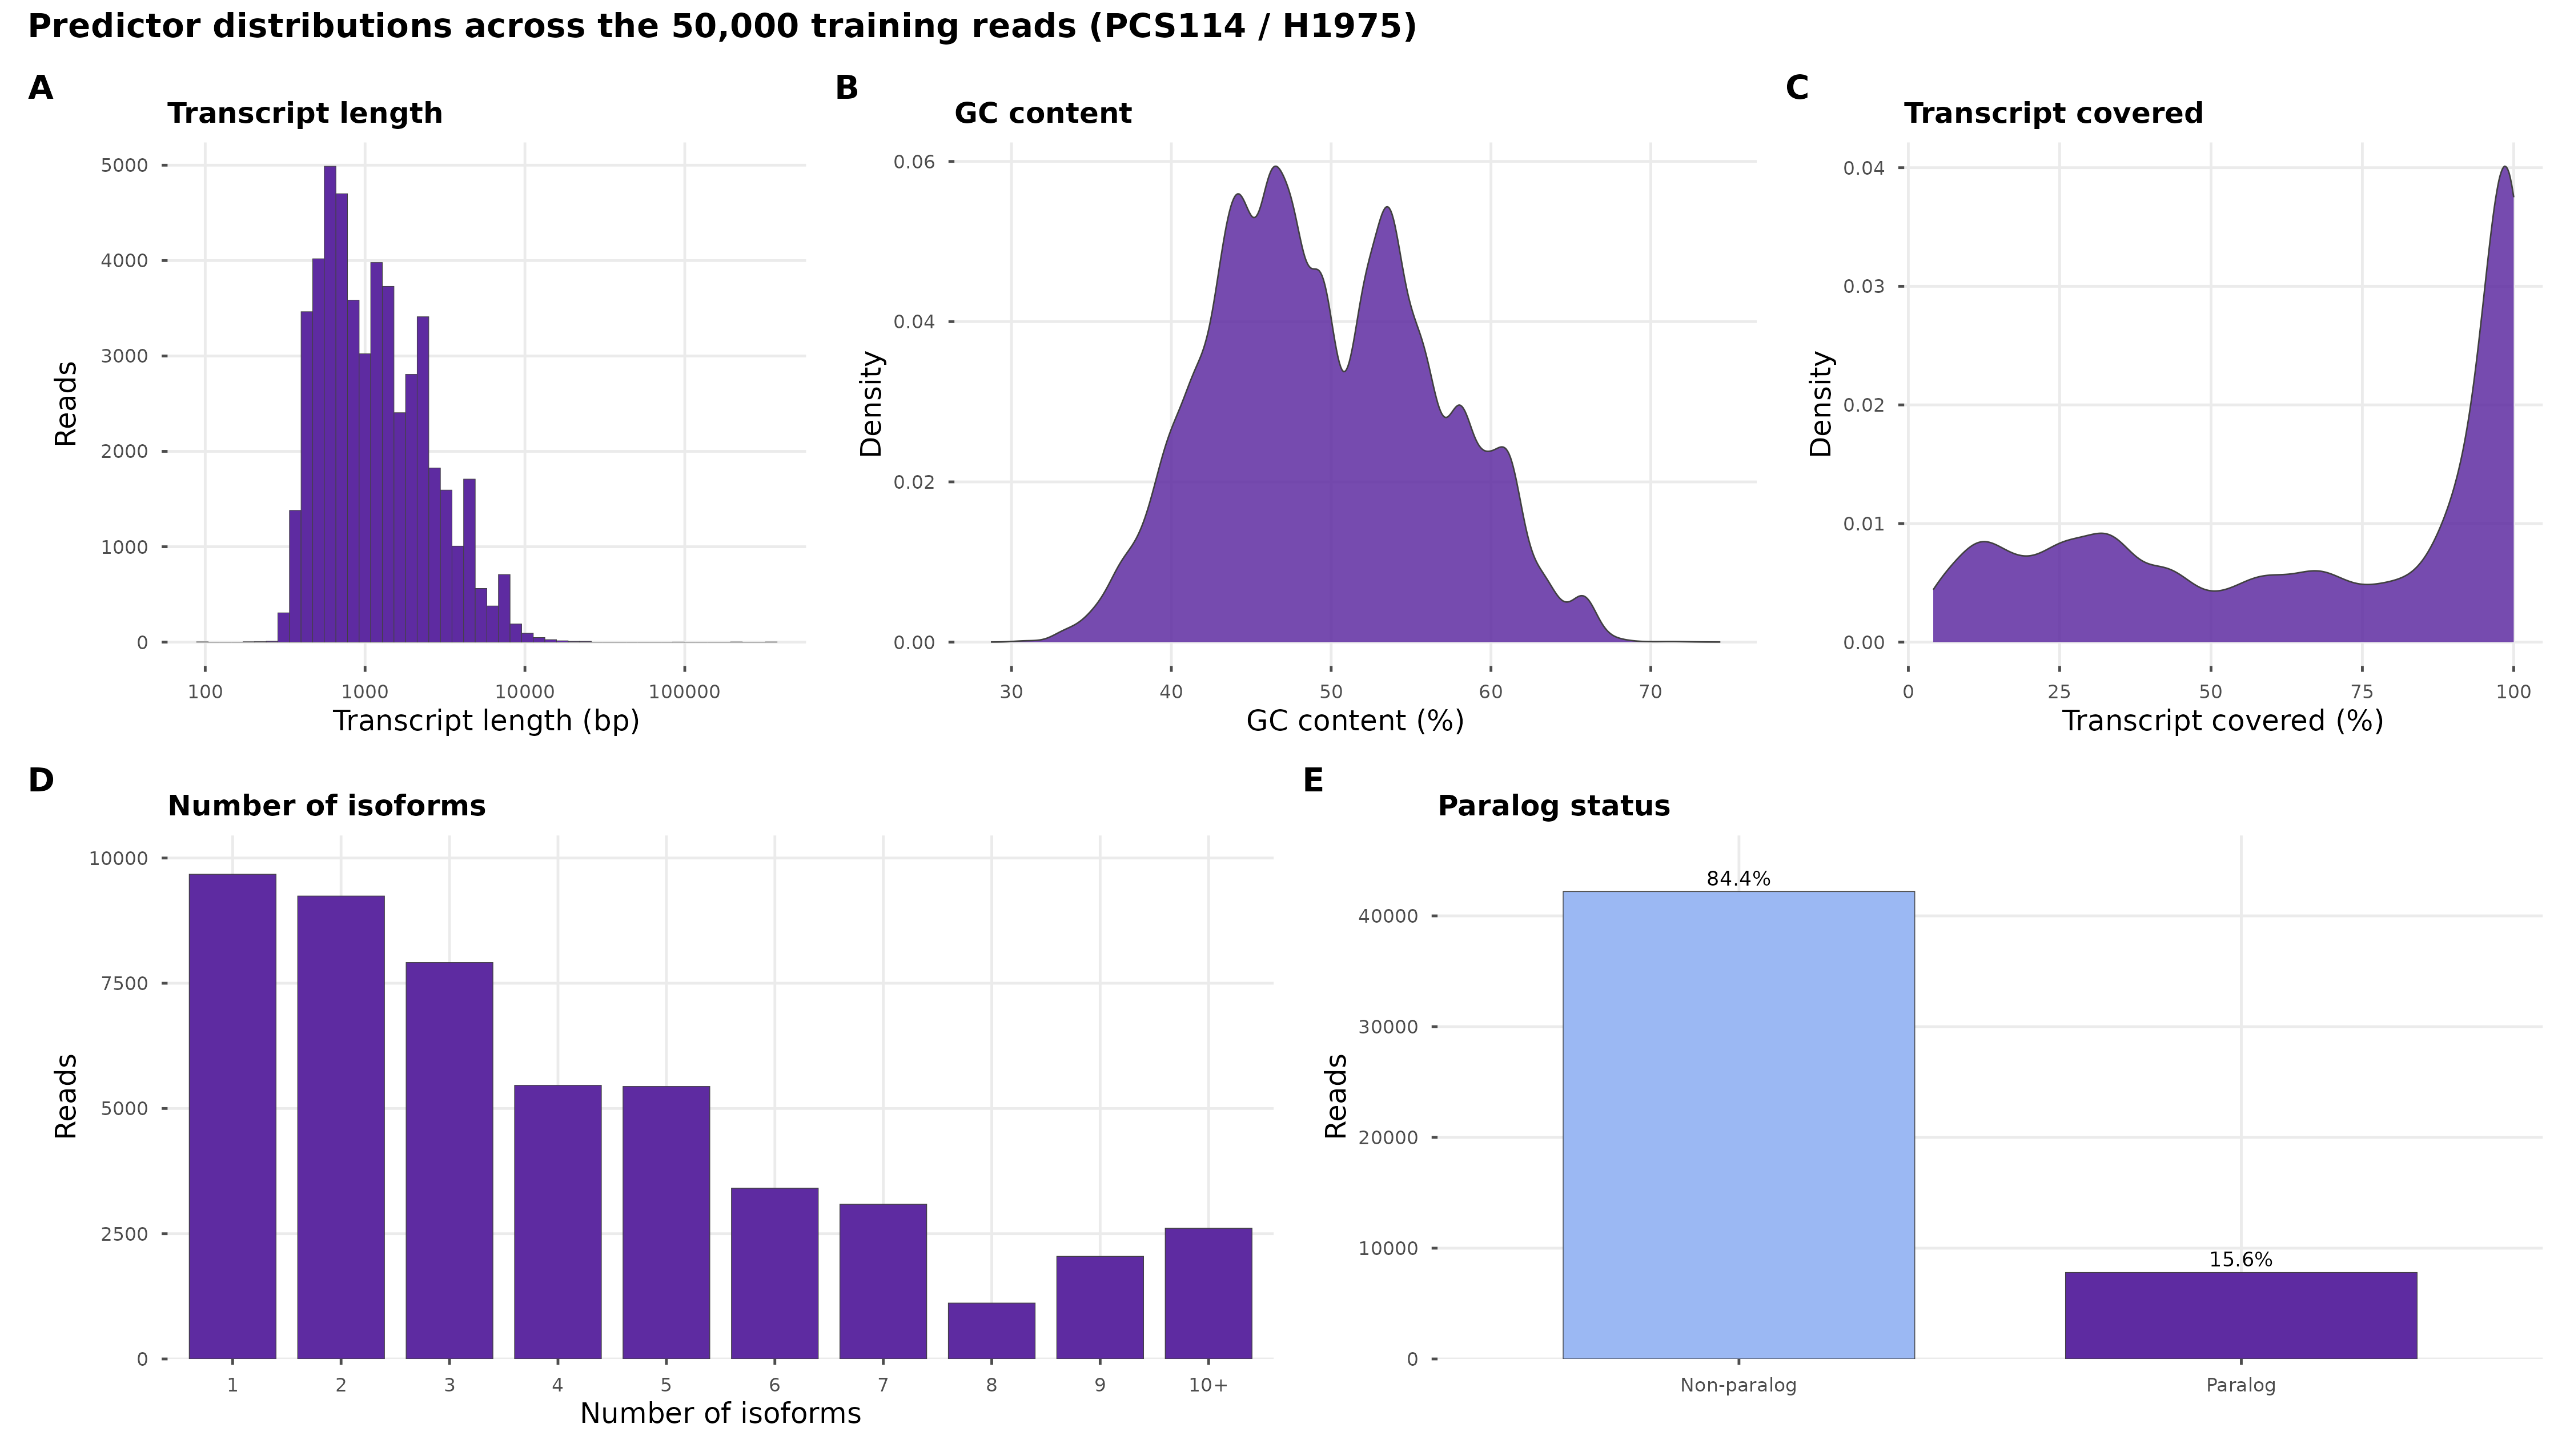 Predictor distributions across the 50,000 training reads (PCS114 / H1975)
A
Transcript length
Reads
5000
4000
3000
2000
1000
0
100 1000 10000 100000
Transcript length (bp)
B
GC content
Density
0.06
0.04
0.02
0.00
30 40 50 60 70
GC content (%)
C
Transcript covered
Density
0.04
0.03
0.02
0.01
0.00
0 25 50 75 100
Transcript covered (%)
D
Number of isoforms
Reads
10000
7500
5000
2500
0
1 2 3 4 5 6 7 8 9 10+
Number of isoforms
E
Paralog status
Reads
40000
30000
20000
10000
0
84.4%
15.6%
Non-paralog Paralog